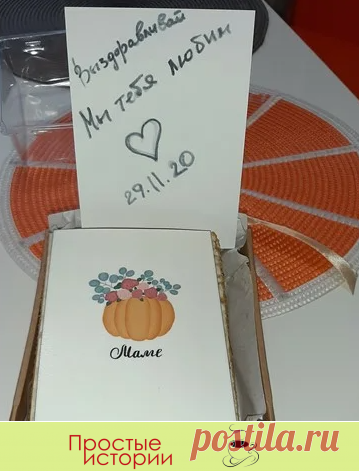 Выздоравливай
Мы тебя любим
29.11.20
Маме
Простые
истории
postila.ru